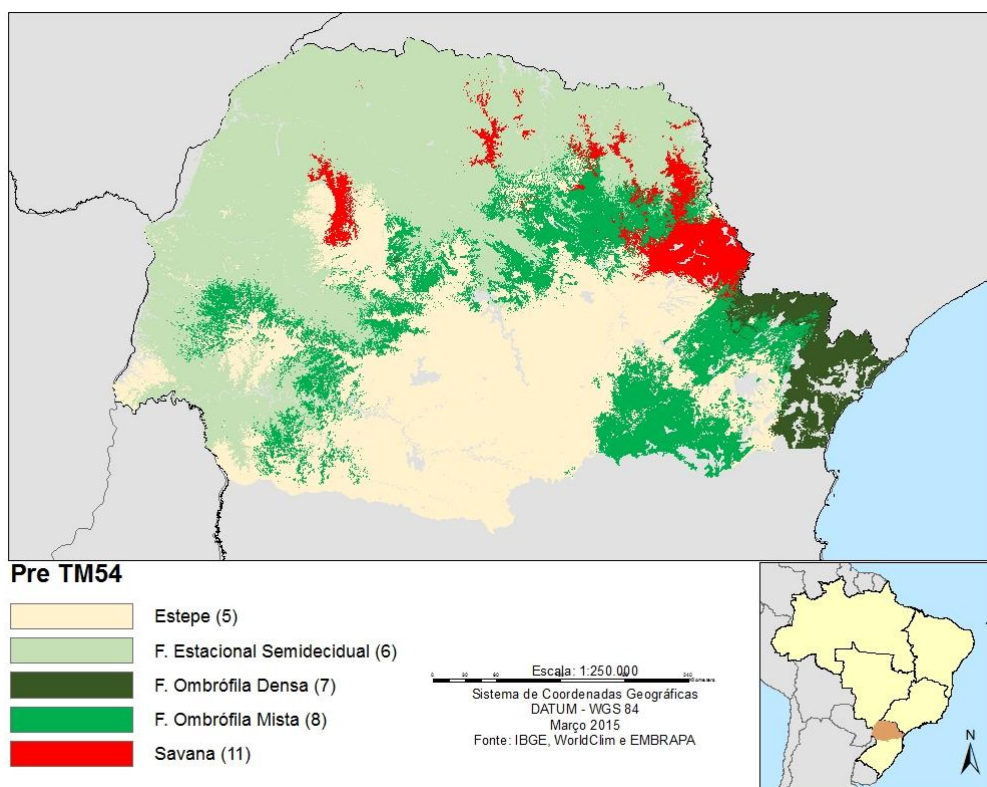 Pre TM54
Estepe (5)
F. Estacional Semidecidual (6)
F. Ombrófila Densa (7)
F. Ombrófila Mista (8)
Savana (11)
Escala: 1:250.000
Sistema de Coordenadas Geográficas
DATUM - WGS 84
Março 2015
Fonte: IBGE, WorldClim e EMBRAPA
N